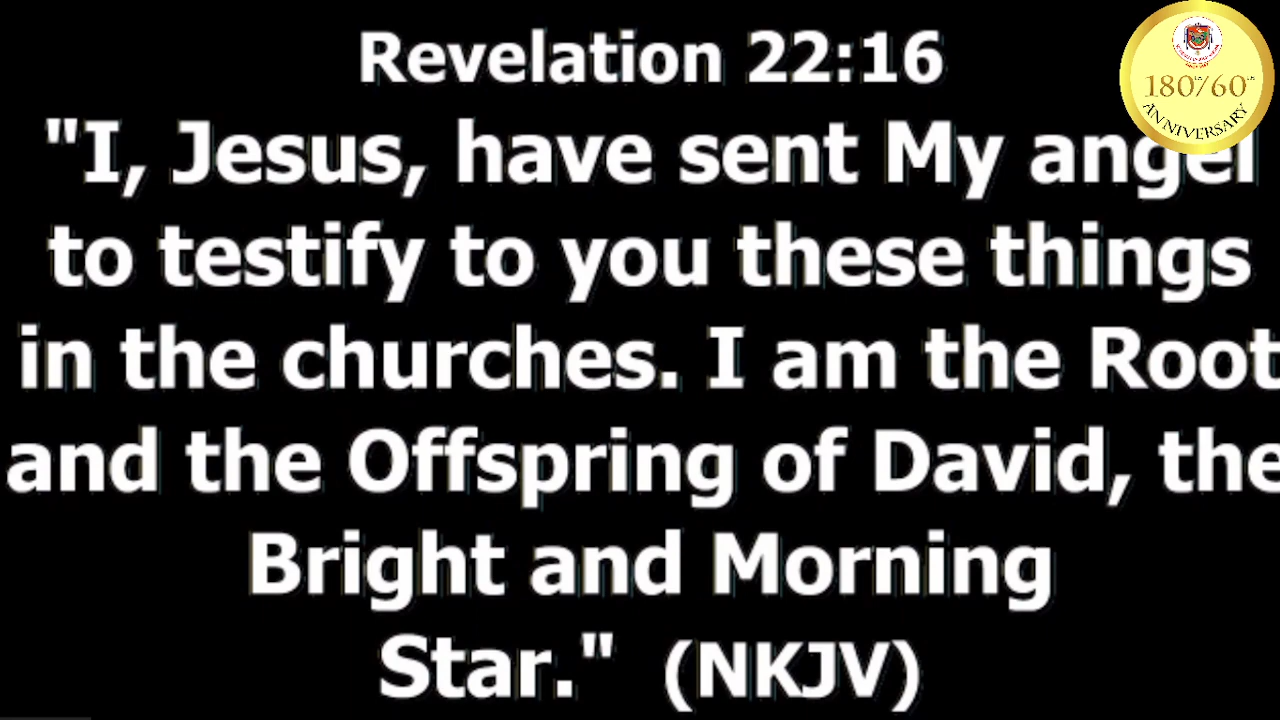 Revelation 22:16
"I, Jesus, have sent My angel
to testify to you these things
in the churches. I am the Root
and the Offspring of David, the
Bright and Morning
Star." (NKJV)
180/60
ANNIVERSARY